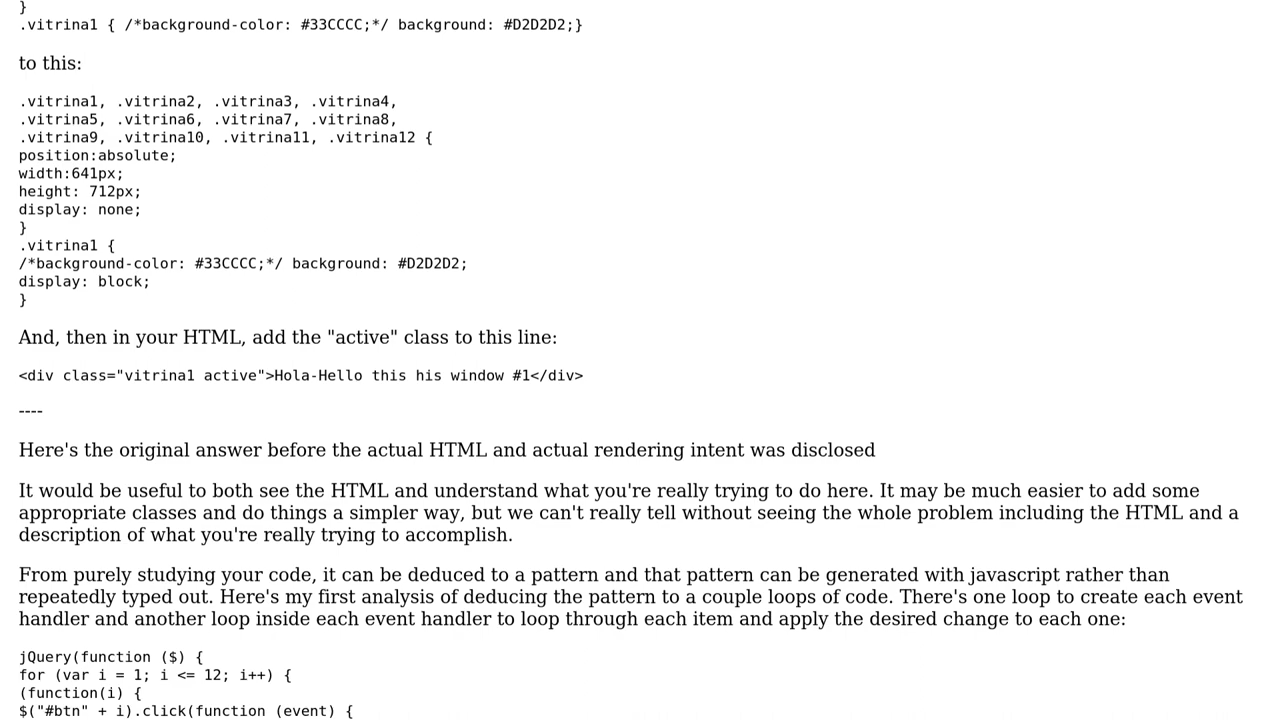 }
.vitrina1 { /*background-color: #33CCCC;*/ background: #D2D2D2;}
to this:
.vitrina1, .vitrina2, .vitrina3, .vitrina4,
.vitrina5, .vitrina6, .vitrina7, .vitrina8,
.vitrina9, .vitrina10, .vitrina11, .vitrina12 {
position:absolute;
width:641px;
height: 712px;
display: none;
}
.vitrina1 {
/*background-color: #33CCCC;*/ background: #D2D2D2;
display: block;
}
And, then in your HTML, add the "active" class to this line:
<div class="vitrina1 active">Hola-Hello this his window #1</div>
----
Here's the original answer before the actual HTML and actual rendering intent was disclosed
It would be useful to both see the HTML and understand what you're really trying to do here. It may be much easier to add some
appropriate classes and do things a simpler way, but we can't really tell without seeing the whole problem including the HTML and a
description of what you're really trying to accomplish.
From purely studying your code, it can be deduced to a pattern and that pattern can be generated with javascript rather than
repeatedly typed out. Here's my first analysis of deducing the pattern to a couple loops of code. There's one loop to create each event
handler and another loop inside each event handler to loop through each item and apply the desired change to each one:
jQuery(function ($) {
for (var i = 1; i <= 12; i++) {
(function(i) {
$("#btn" + i).click(function (event) {